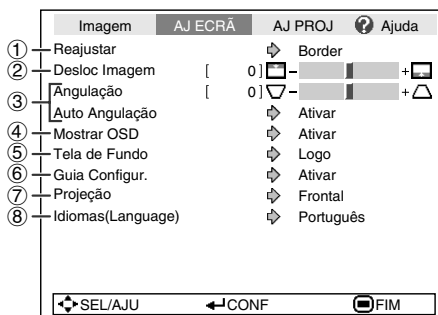 Imagem AJ ECRÃ AJ PROJ ? Ajuda
① Reajustar Border
② Desloc Imagem [ 0] - +
③ Angulação [ 0] - +
Auto Angulação Ativar
④ Mostrar OSD Ativar
⑤ Tela de Fundo Logo
⑥ Guia Configur. Ativar
⑦ Projeção Frontal
⑧ Idiomas(Language) Português
SEL/AJU CONF FIM